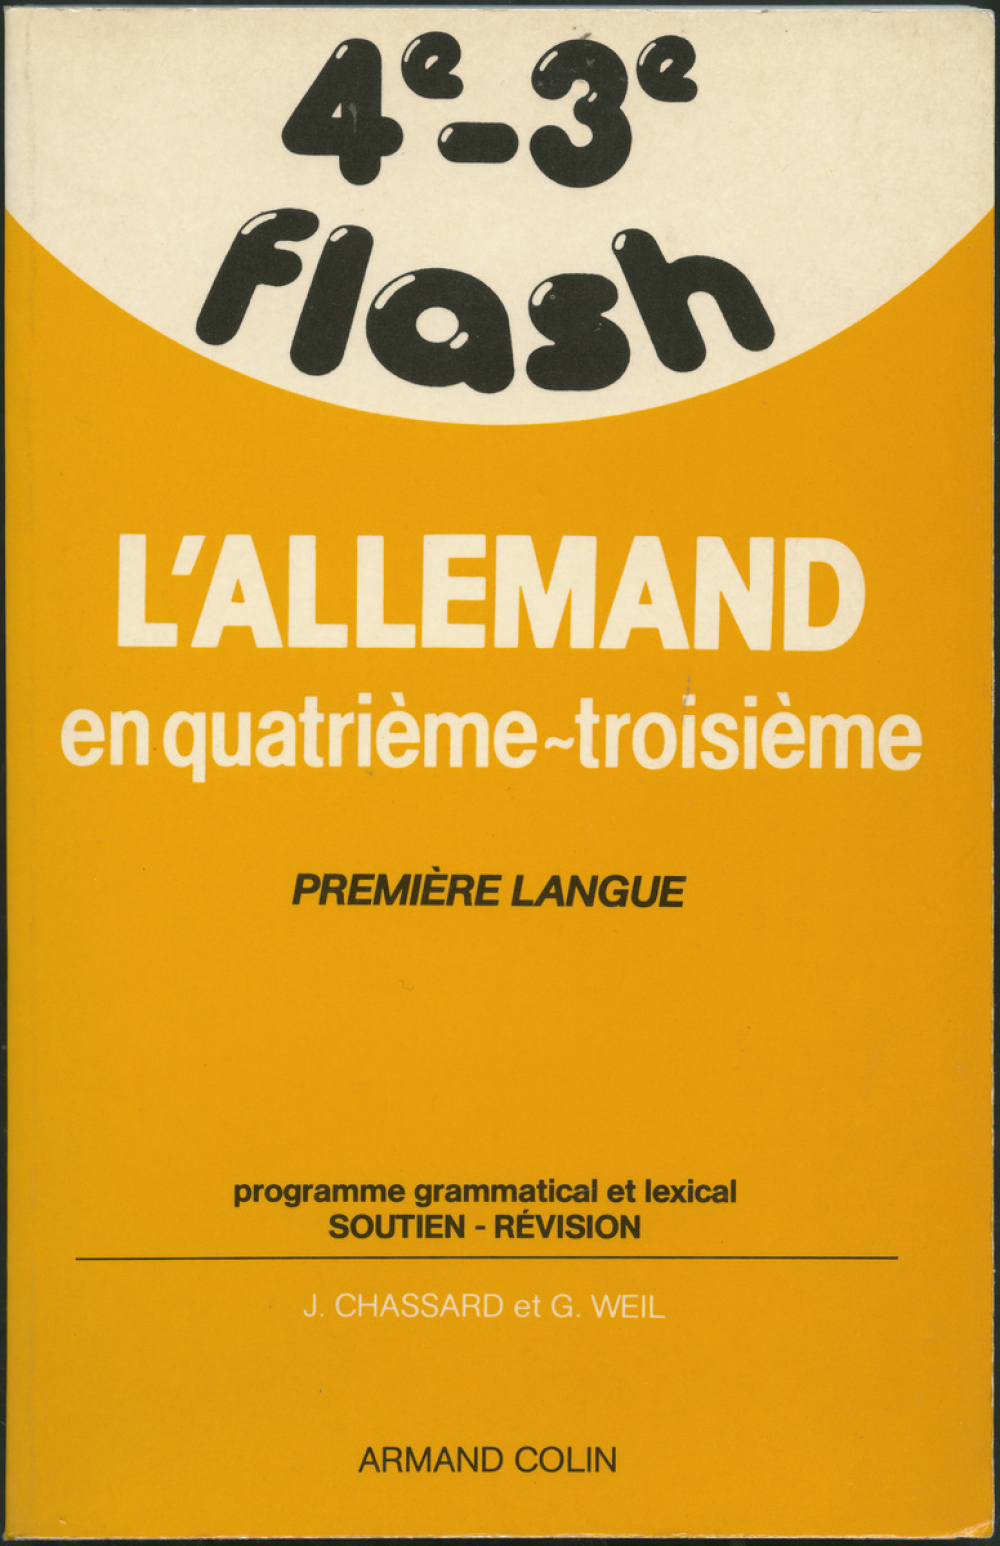 4e-3e
flash
L'ALLEMAND
en quatrième~troisième
PREMIÈRE LANGUE
programme grammatical et lexical
SOUTIEN - RÉVISION
J. CHASSARD et G. WEIL
ARMAND COLIN